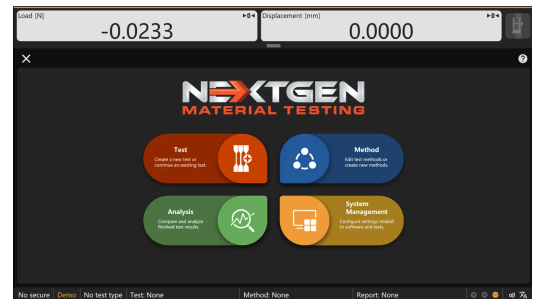 Load [N]
-0.0233
Displacement [mm]
0.0000
NEXTGEN
MATERIAL TESTING
Test
Create a new test or
continue an existing test.
Method
Edit test methods or
create new methods.
Analysis
Compare and analyze
finished test results.
System
Management
Configure settings related
to software and tests.
No secure Demo No test type Test: None Method: None Report: None